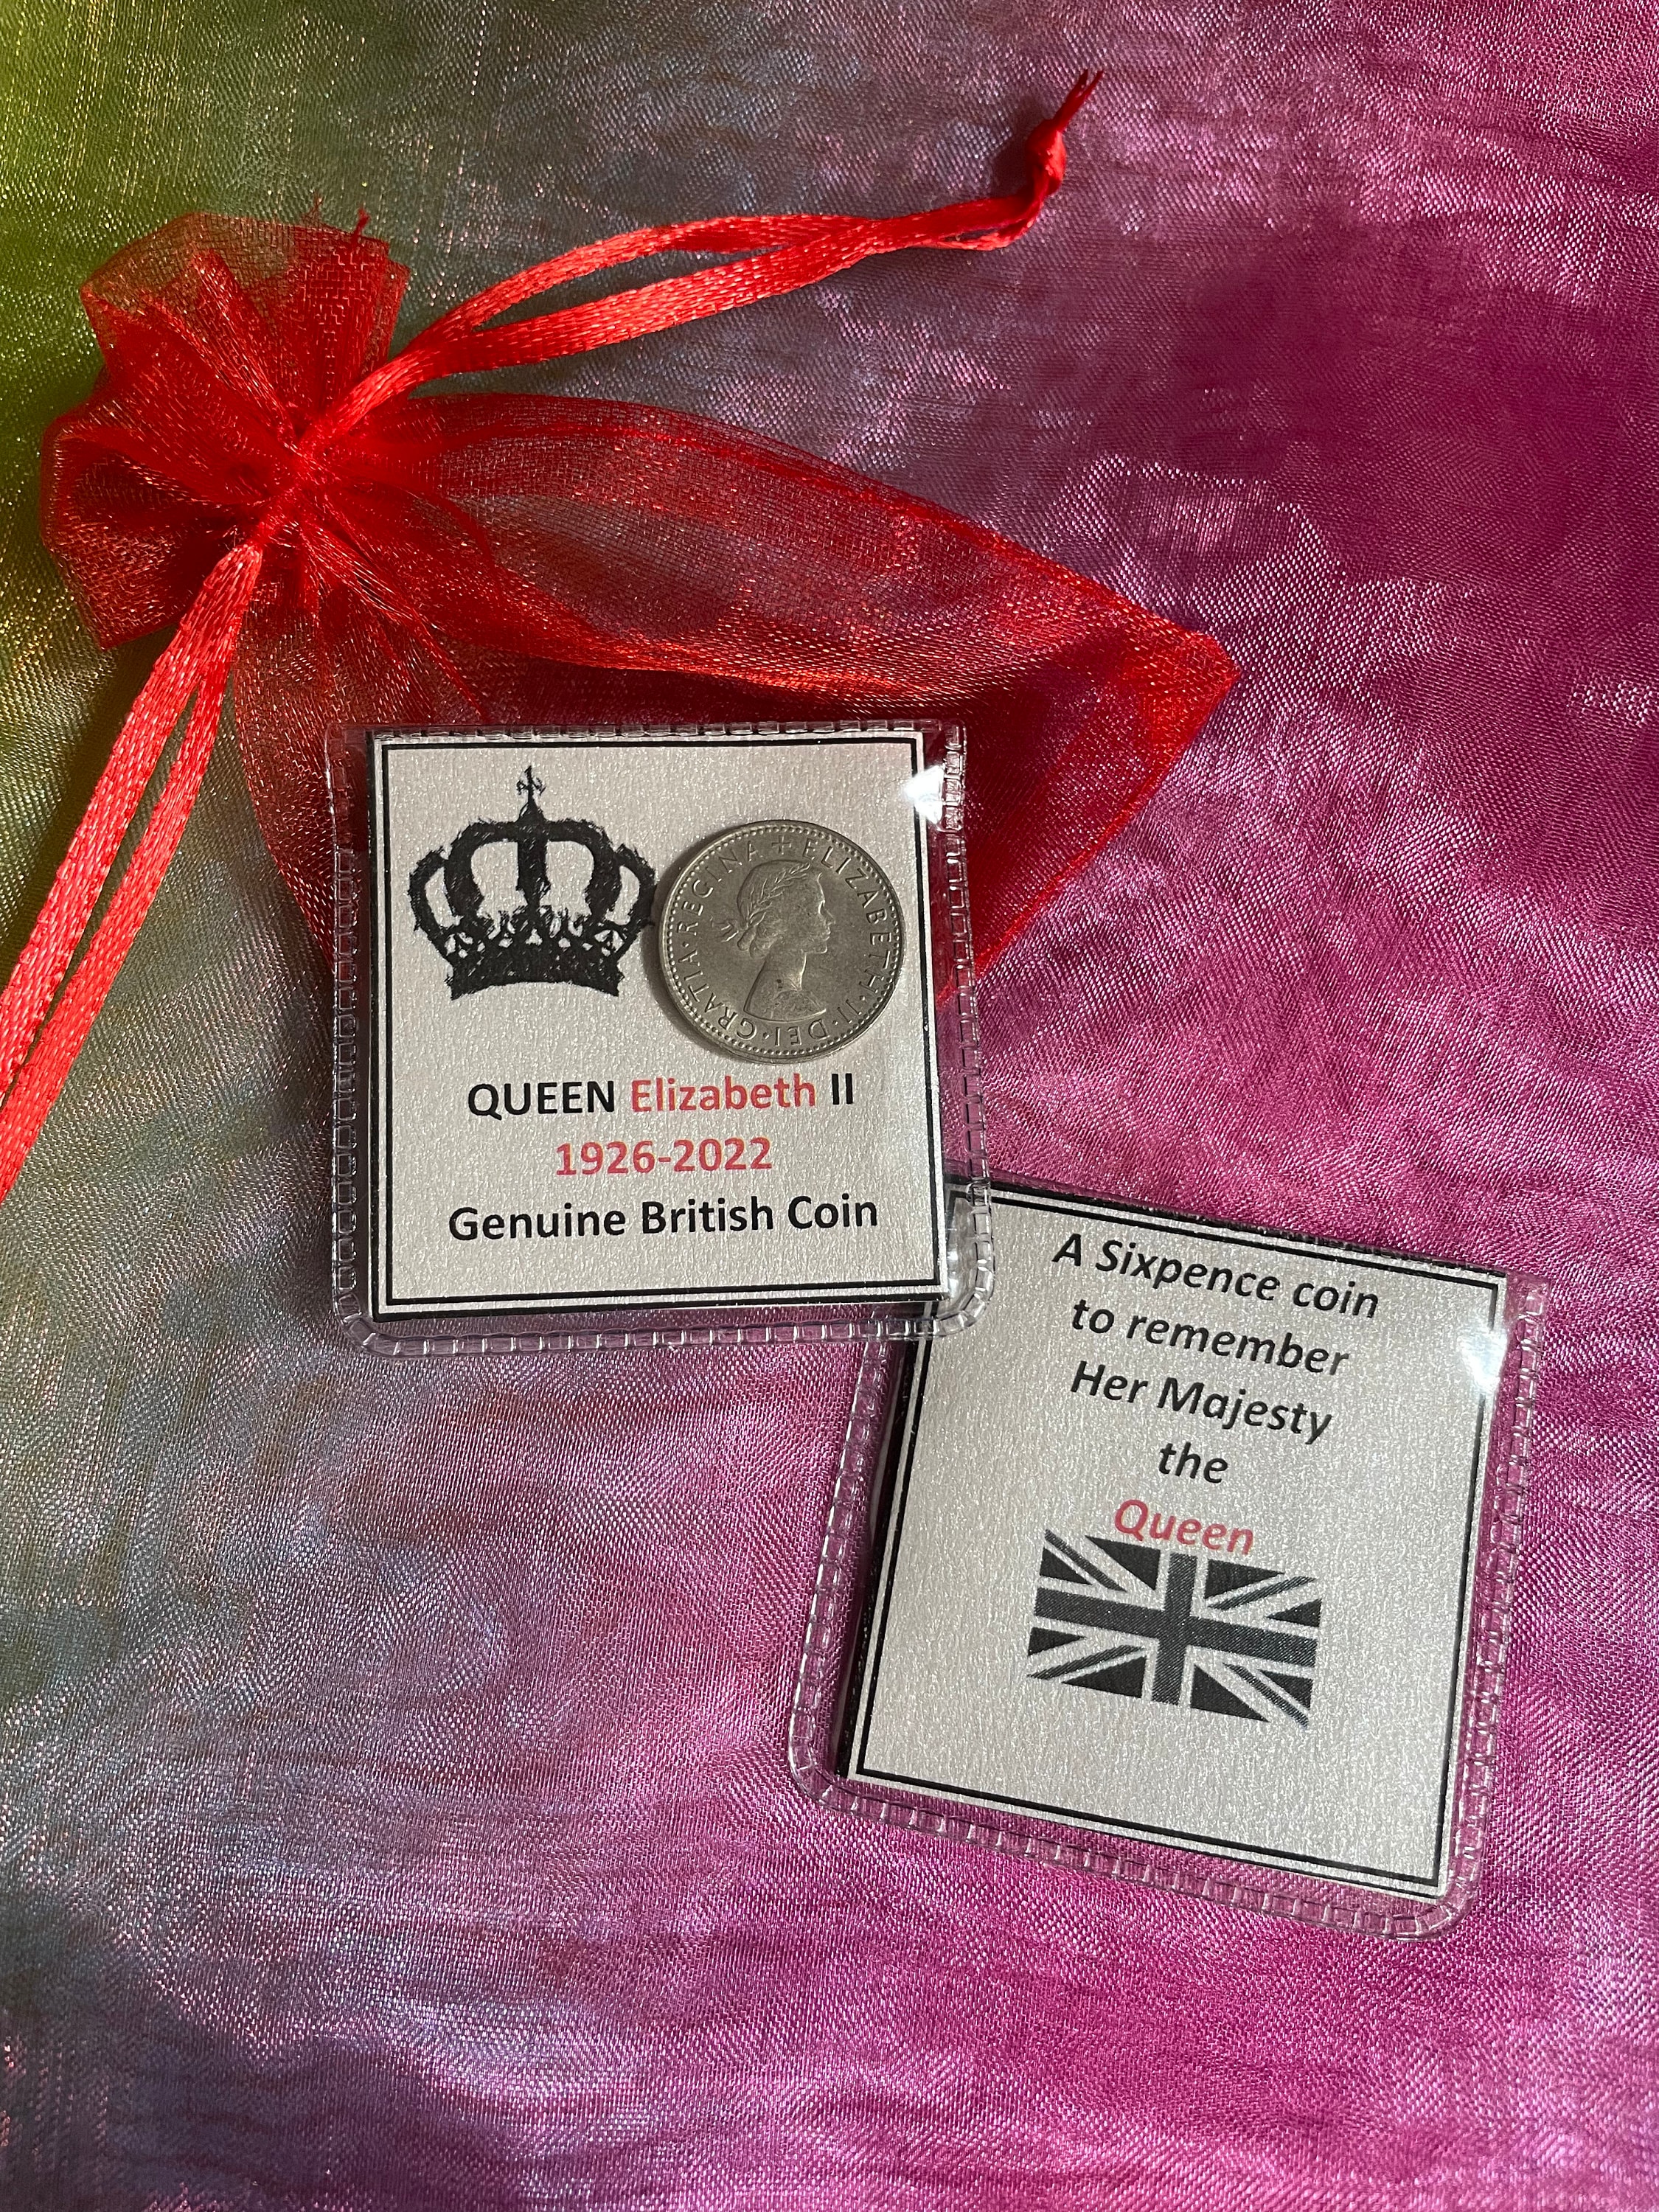 + ELIZABETH · II · DEI · GRATIA · REGINA
QUEEN Elizabeth II
1926-2022
Genuine British Coin
A Sixpence coin
to remember
Her Majesty
the
Queen